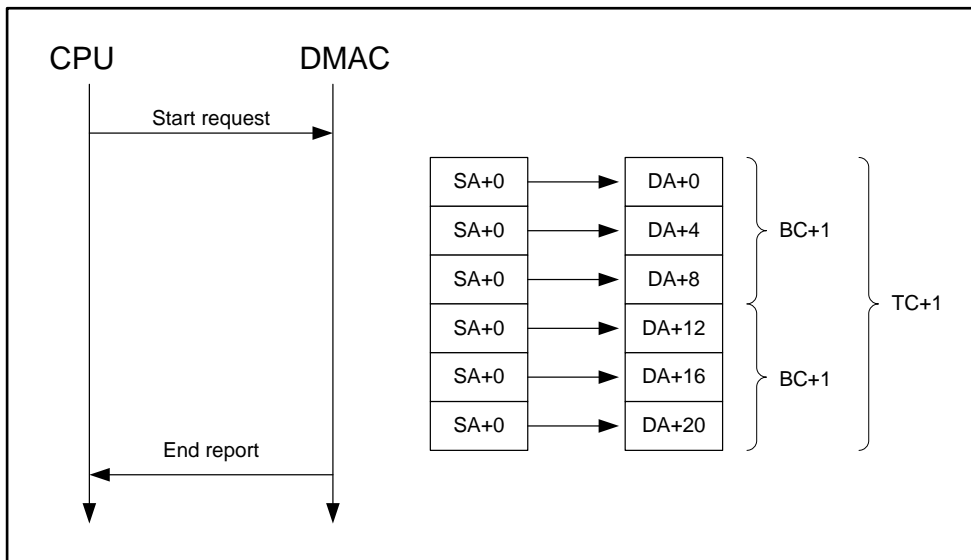 CPU DMAC
Start request
SA+0 DA+0
SA+0 DA+4
BC+1
SA+0 DA+8
TC+1
SA+0 DA+12
SA+0 DA+16
BC+1
SA+0 DA+20
End report